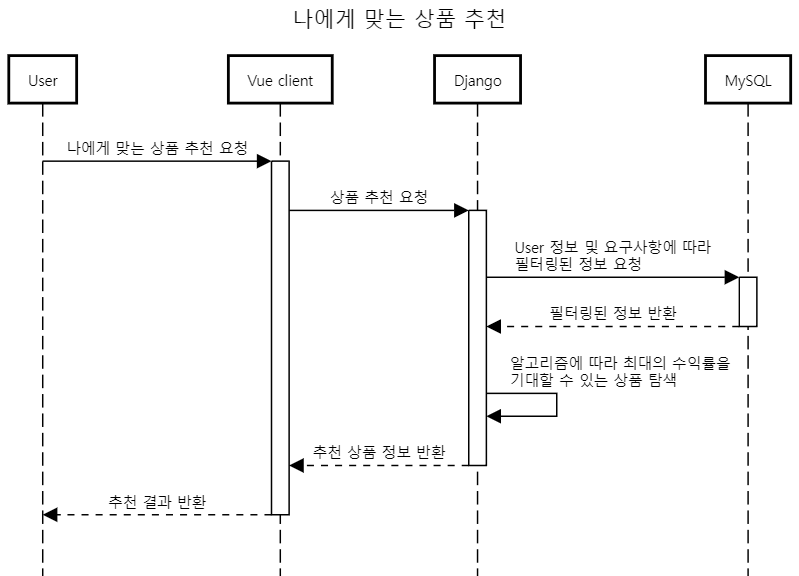 나에게 맞는 상품 추천
User
Vue client
Django
MySQL
나에게 맞는 상품 추천 요청
상품 추천 요청
User 정보 및 요구사항에 따라
필터링된 정보 요청
필터링된 정보 반환
알고리즘에 따라 최대의 수익률을
기대할 수 있는 상품 탐색
추천 상품 정보 반환
추천 결과 반환